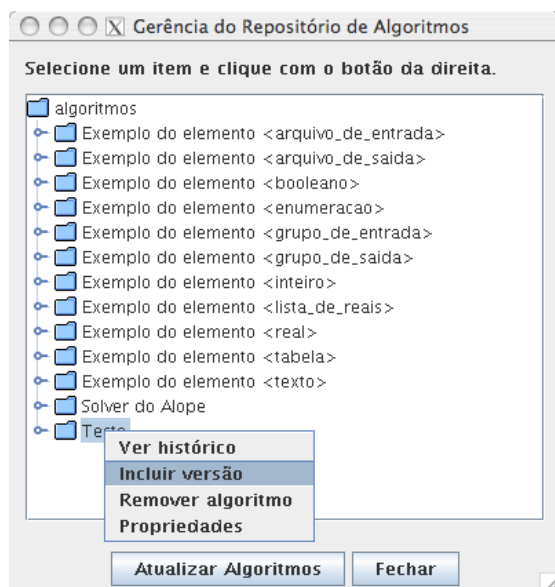 Gerência do Repositório de Algoritmos
Selecione um item e clique com o botão da direita.
algoritmos
Exemplo do elemento <arquivo_de_entrada>
Exemplo do elemento <arquivo_de_saida>
Exemplo do elemento <booleano>
Exemplo do elemento <enumeracao>
Exemplo do elemento <grupo_de_entrada>
Exemplo do elemento <grupo_de_saida>
Exemplo do elemento <inteiro>
Exemplo do elemento <lista_de_reais>
Exemplo do elemento <real>
Exemplo do elemento <tabela>
Exemplo do elemento <texto>
Solver do Alope
Ver histórico
Incluir versão
Remover algoritmo
Propriedades
Atualizar Algoritmos Fechar